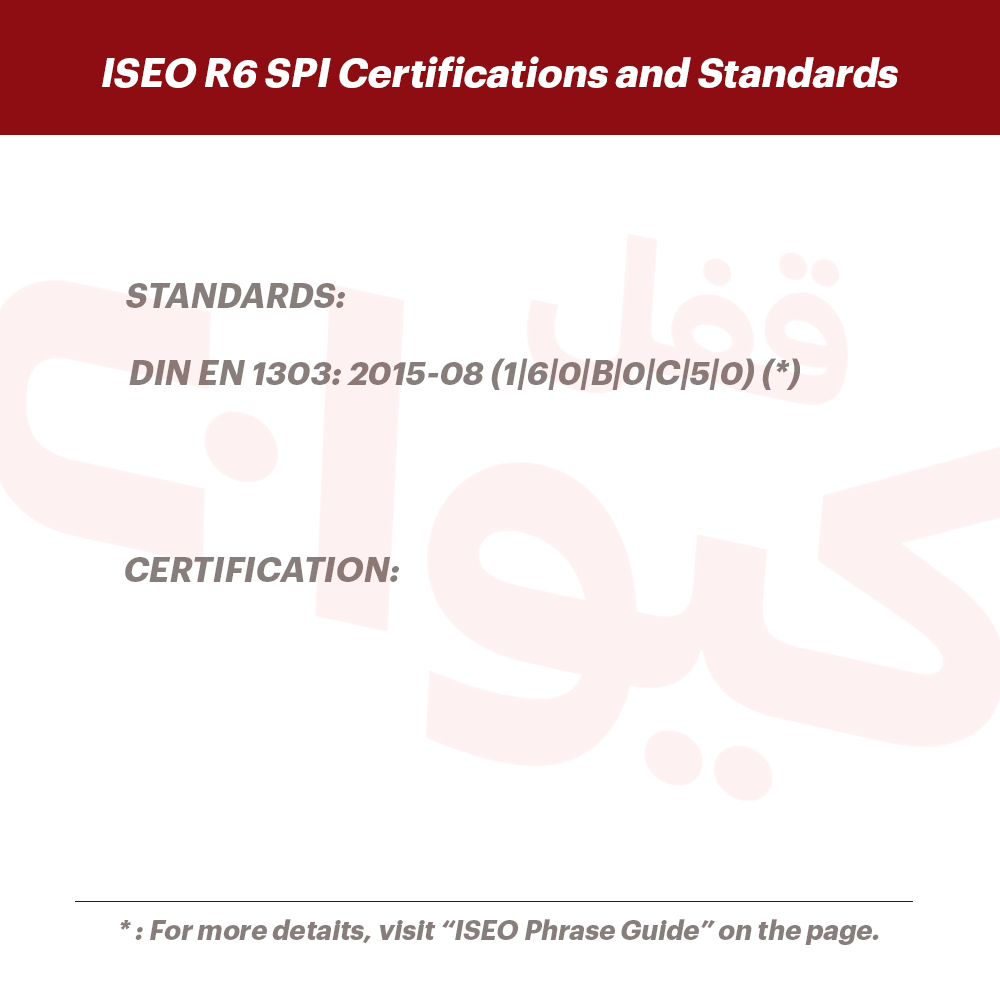 ISEO R6 SPI Certifications and Standards
قفل
کیوان
STANDARDS:
DIN EN 1303: 2015-08 (1|6|0|B|0|C|5|0) (*)
CERTIFICATION:
* : For more detaits, visit “ISEO Phrase Guide” on the page.